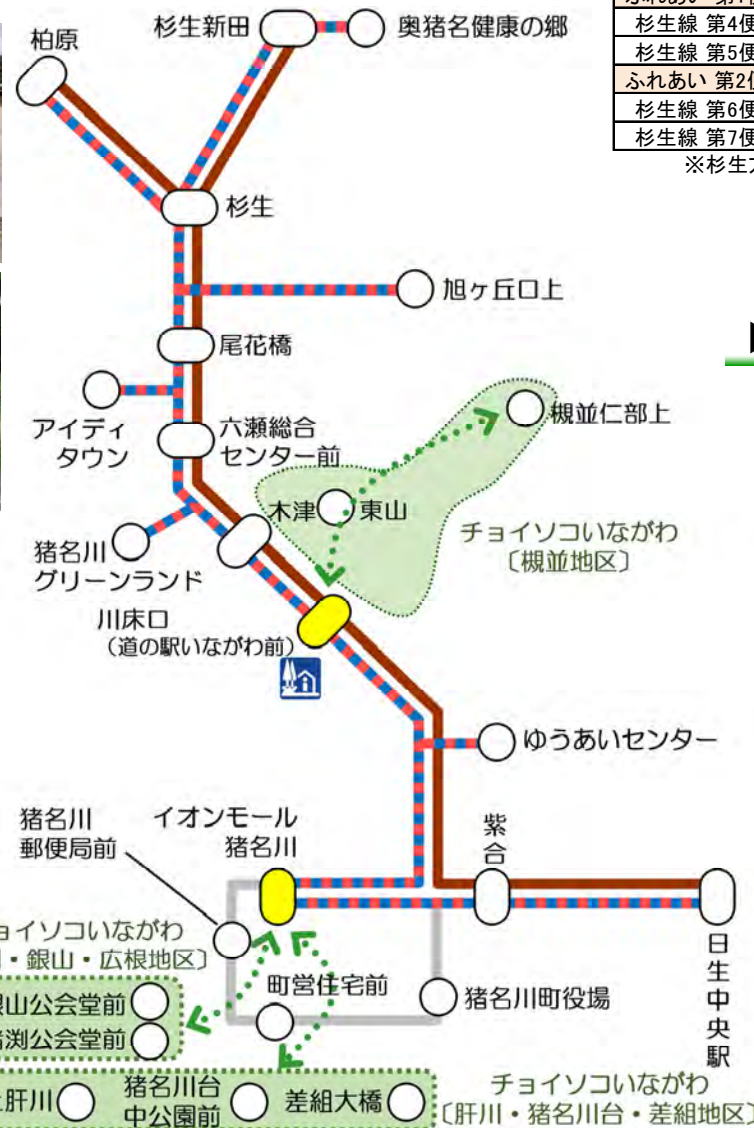 ふれあい 第1便
杉生線 第4便
杉生線 第5便
ふれあい 第2便
杉生線 第6便
杉生線 第7便
※杉生
柏原
杉生新田
奥猪名健康の郷
杉生
旭ヶ丘口上
尾花橋
アイディ
タウン
六瀬総合
センター前
槻並仁部上
木津
東山
猪名川
グリーンランド
チョイソコいながわ
〔槻並地区〕
川床口
(道の駅いながわ前)
ゆうあいセンター
猪名川
郵便局前
イオンモール
猪名川
紫合
日生中央駅
ョイソコいながわ
・銀山・広根地区〕
町営住宅前
猪名川町役場
銀山公会堂前
渕公会堂前
肝川
猪名川台
中公園前
差組大橋
チョイソコいながわ
〔肝川・猪名川台・差組地区〕